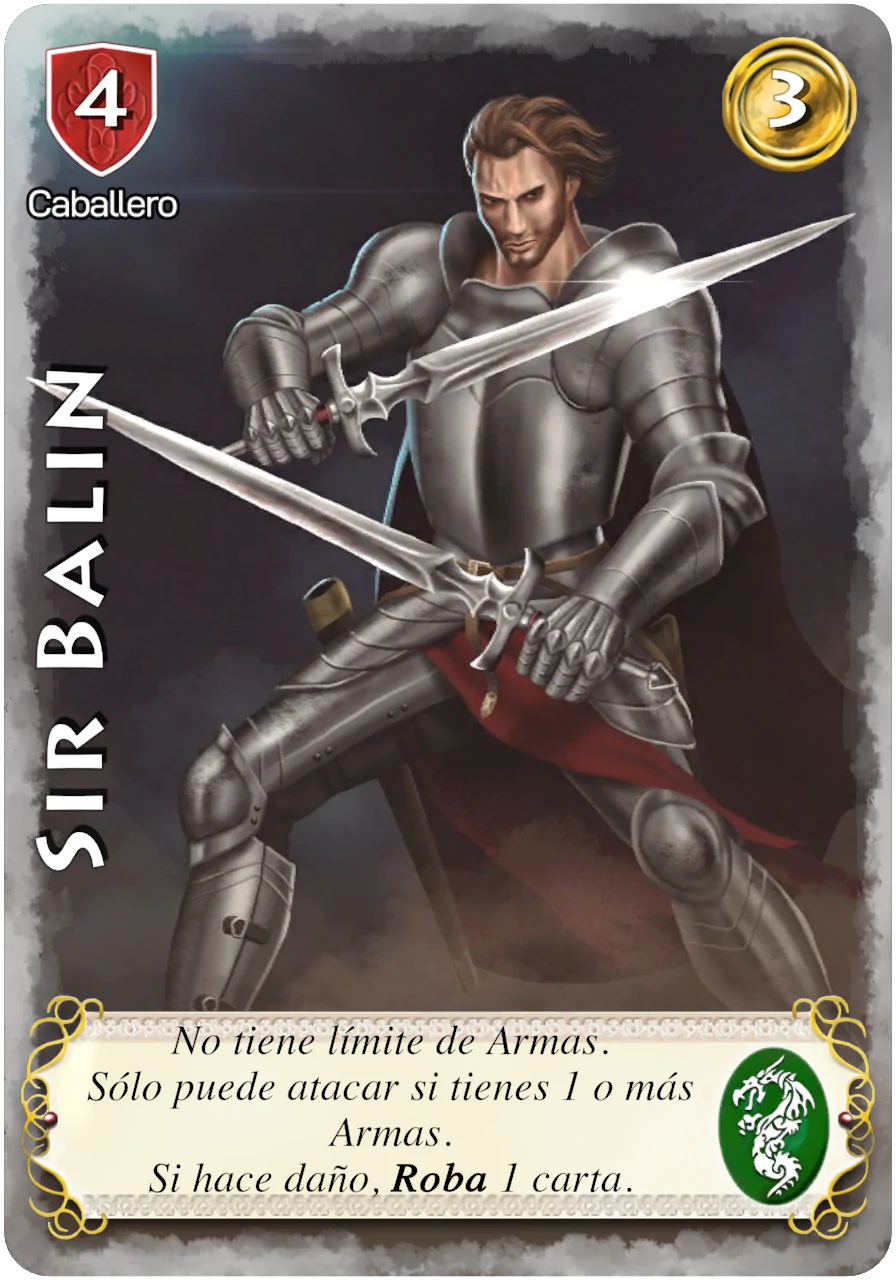 4
3
Caballero
SIR BALIN
No tiene límite de Armas.
Sólo puede atacar si tienes 1 o más
Armas.
Si hace daño, Roba 1 carta.